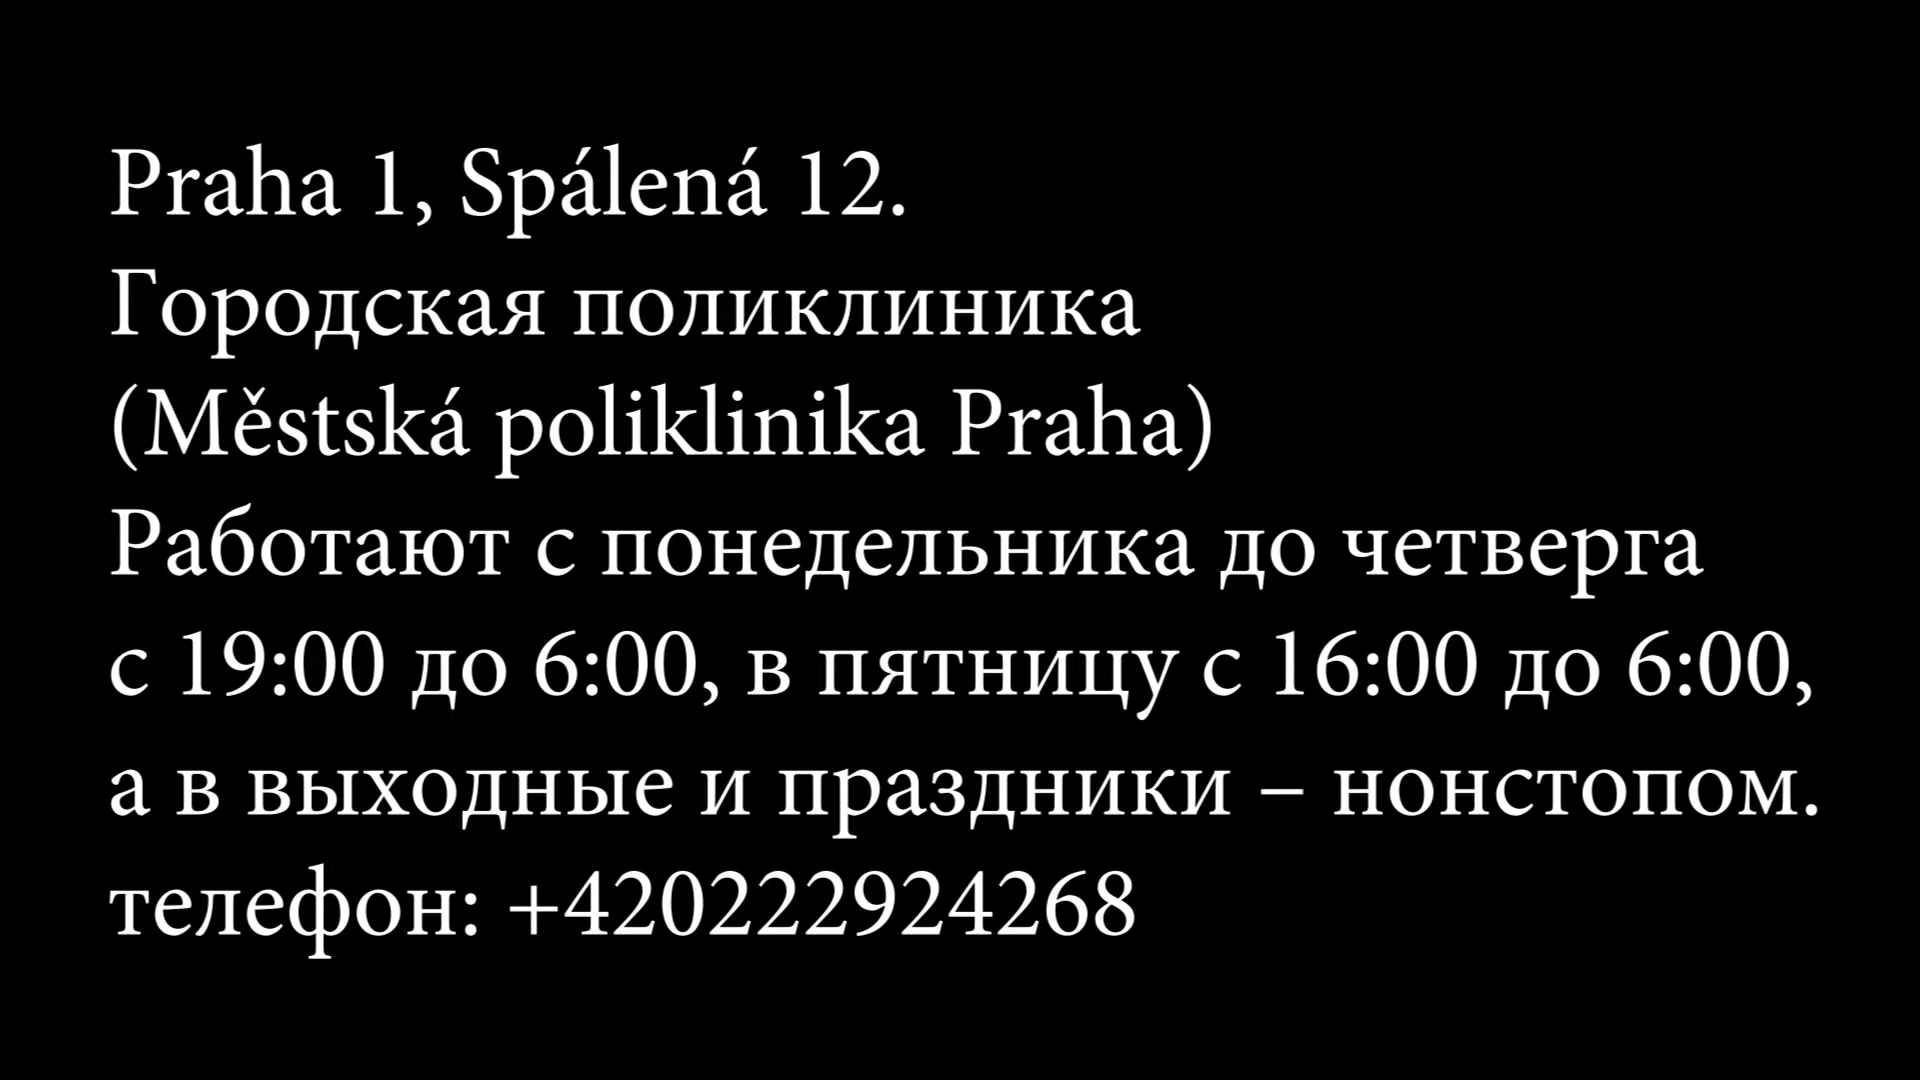 Praha 1, Spálená 12.
Городская поликлиника
(Městská poliklinika Praha)
Работают с понедельника до четверга
с 19:00 до 6:00, в пятницу с 16:00 до 6:00,
а в выходные и праздники – нонстопом.
телефон: +420222924268